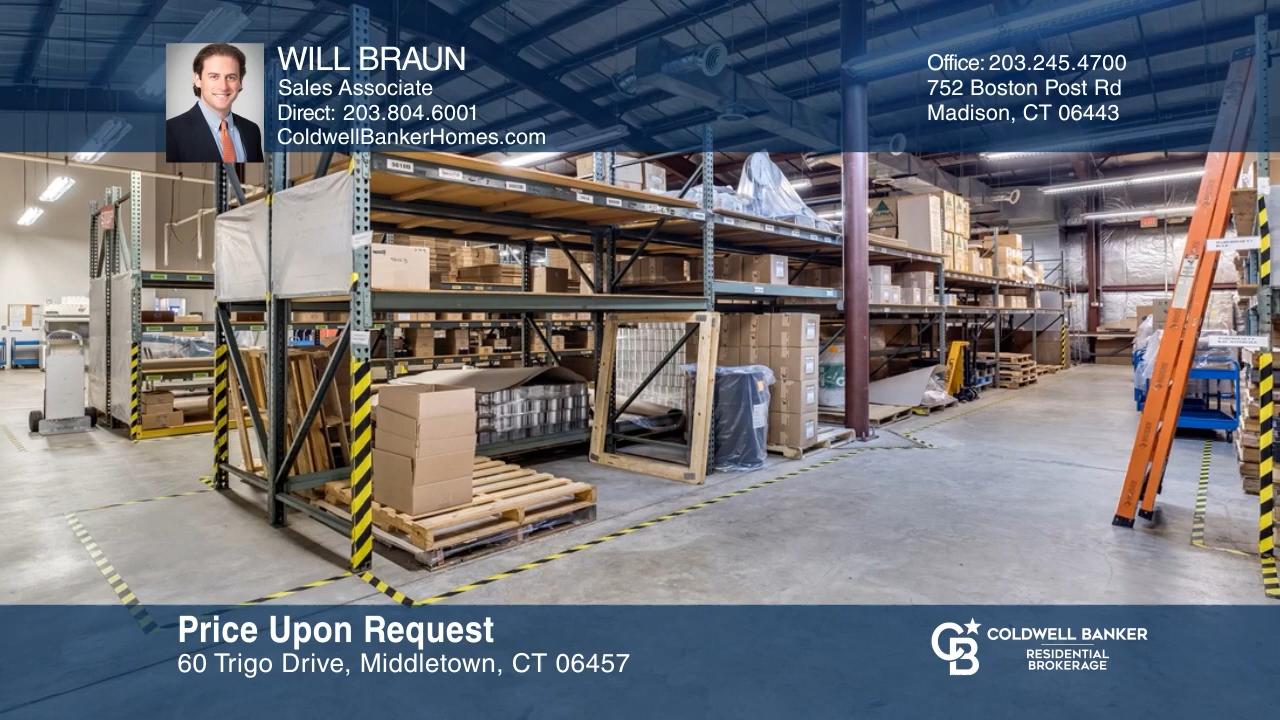 WILL BRAUN
Sales Associate
Direct: 203.804.6001
ColdwellBankerHomes.com
Office: 203.245.4700
752 Boston Post Rd
Madison, CT 06443
Price Upon Request
60 Trigo Drive, Middletown, CT 06457
CB
COLDWELL BANKER
RESIDENTIAL
BROKERAGE